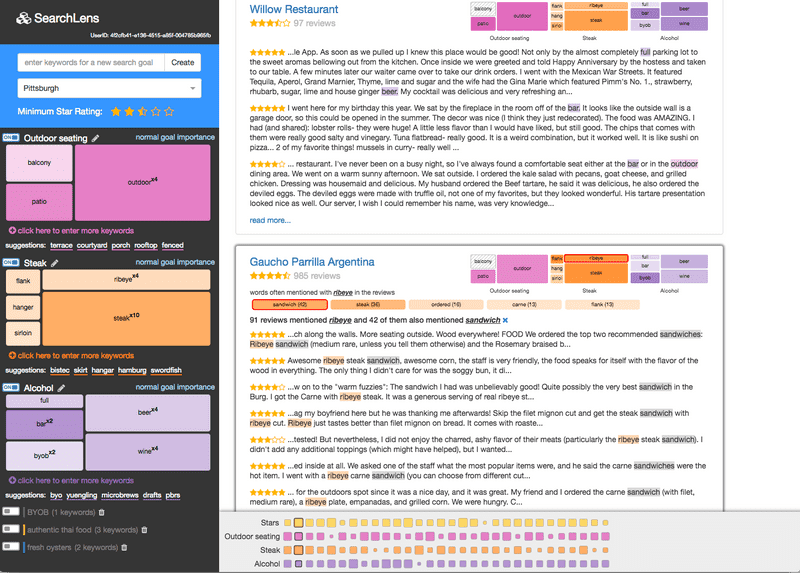 SearchLens
UserID: 4f2cfb41-e136-4515-a85f-004785b965fb
enter keywords for a new search goal Create
Pittsburgh
Minimum Star Rating:
ON Outdoor seating normal goal importance
balcony
outdoorx4
patio
click here to enter more keywords
suggestions: terrace courtyard porch rooftop fenced
ON Steak normal goal importance
flank
ribeyex4
hanger
steakx10
sirloin
click here to enter more keywords
suggestions: bistec skirt hangar hamburg swordfish
ON Alcohol normal goal importance
full
beerx4
barx2
byobx2
winex4
click here to enter more keywords
suggestions: byo yuengling microbrews drafts pbrs
BYOB (1 keywords)
authentic thai food (3 keywords)
fresh oysters (2 keywords)
Willow Restaurant
97 reviews
balcony outdoor patio
Outdoor seating
flank ribeye hang steak
Steak
full bar byob beer wine
Alcohol
...le App. As soon as we pulled up I knew this place would be good! Not only by the almost completely full parking lot to
the sweet aromas bellowing out from the kitchen. Once inside we were greeted and told Happy Anniversary by the hostess and taken
to our table. A few minutes later our waiter came over to take our drink orders. I went with the Mexican War Streets. It featured
Tequila, Aperol, Grand Marnier, Thyme, lime and sugar and the wife had the Gina Marie which featured Pimm's No. 1., strawberry,
rhubarb, sugar, lime and house ginger beer. My cocktail was delicious and very refreshing an...
I went here for my birthday this year. We sat by the fireplace in the room off of the bar. It looks like the outside wall is a
garage door, so this could be opened in the summer. The decor was nice (I think they just redecorated). The food was AMAZING. I
had (and shared): lobster rolls- they were huge! A little less flavor than I would have liked, but still good. The chips that comes with
them were really good salty and vinegary. Tuna flatbread- really good. It is a weird combination, but it worked well. It is like sushi on
pizza... 2 of my favorite things! mussels in curry- really well ...
... restaurant. I've never been on a busy night, so I've always found a comfortable seat either at the bar or in the outdoor
dining area. We went on a warm sunny afternoon. We sat outside. I ordered the kale salad with pecans, goat cheese, and grilled
chicken. Dressing was housemaid and delicious. My husband ordered the Beef tartare, he said it was delicious, he also ordered the
deviled eggs. The deviled eggs were made with truffle oil, not one of my favorites, but they looked wonderful. His tartare presentation
looked nice as well. Our server, I wish I could remember his name, was very knowledge...
read more...
Gaucho Parrilla Argentina
985 reviews
balcony outdoor patio
Outdoor seating
flank ribeye hang steak sirloi
Steak
full bar byob beer wine
Alcohol
words often mentioned with ribeye in the reviews
sandwich (42) steak (36) ordered (16) carne (13) flank (13)
91 reviews mentioned ribeye and 42 of them also mentioned sandwich
...ch along the walls. More seating outside. Wood everywhere! FOOD We ordered the top two recommended sandwiches:
Ribeye sandwich (medium rare, unless you tell them otherwise) and the Rosemary braised b...
Awesome ribeye steak sandwich, awesome corn, the staff is very friendly, the food speaks for itself with the flavor of the
wood in everything. The only thing I didn't care for was the soggy bun, it di...
...w on to the "warm fuzzies": The sandwich I had was unbelievably good! Quite possibly the very best sandwich in the
Burg. I got the Carne with ribeye steak. It was a generous serving of real ribeye st...
...ag my boyfriend here but he was thanking me afterwards! Skip the filet mignon cut and get the steak sandwich with
ribeye cut. Ribeye just tastes better than filet mignon on bread. It comes with roaste...
...tested! But nevertheless, I did not enjoy the charred, ashy flavor of their meats (particularly the ribeye steak sandwich). I
didn't add any additional toppings (which may have helped), but I wanted...
...ed inside at all. We asked one of the staff what the most popular items were, and he said the carne sandwiches were the
hot item. I went with a ribeye carne sandwich (you can choose from different cut...
... for the outdoors spot since it was a nice day, and it was great. My friend and I ordered the carne sandwich (with filet,
medium rare), a ribeye plate, empanadas, and grilled corn. We were hungry. C...
Stars
Outdoor seating
Steak
Alcohol